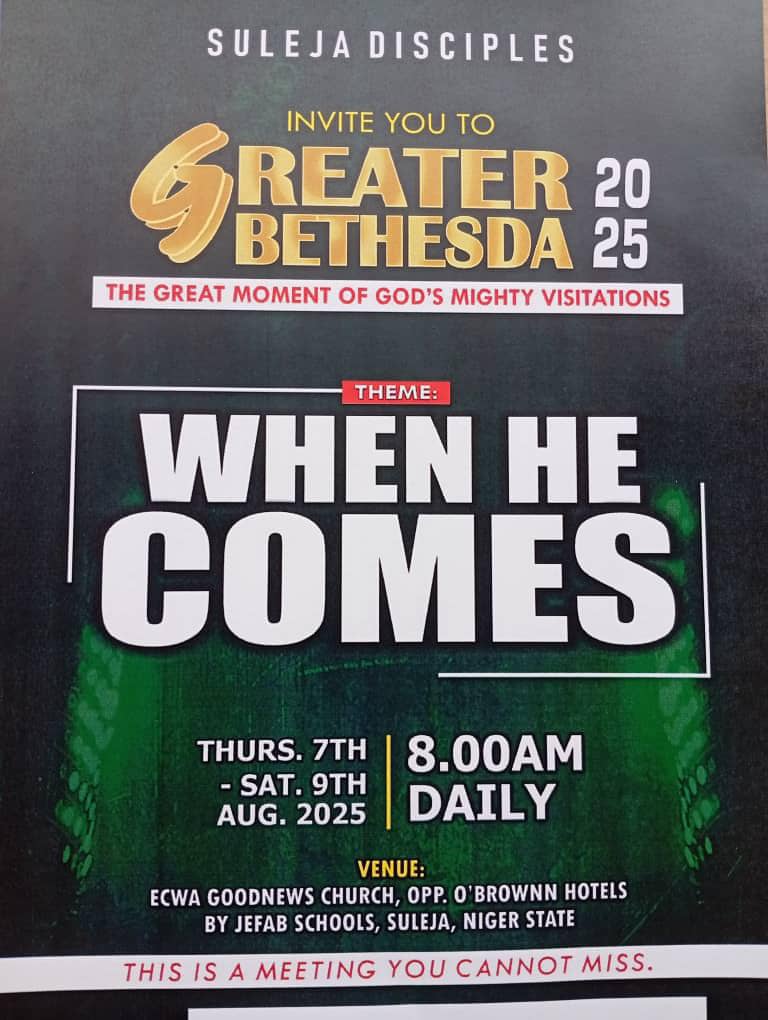 SULEJA DISCIPLES
INVITE YOU TO
GREATER
BETHESDA
20
25
THE GREAT MOMENT OF GOD'S MIGHTY VISITATIONS
THEME:
WHEN HE
COMES
THURS. 7TH
- SAT. 9TH
AUG. 2025
8.00AM
DAILY
VENUE:
ECWA GOODNEWS CHURCH, OPP. O'BROWNN HOTELS
BY JEFAB SCHOOLS, SULEJA, NIGER STATE
THIS IS A MEETING YOU CANNOT MISS.